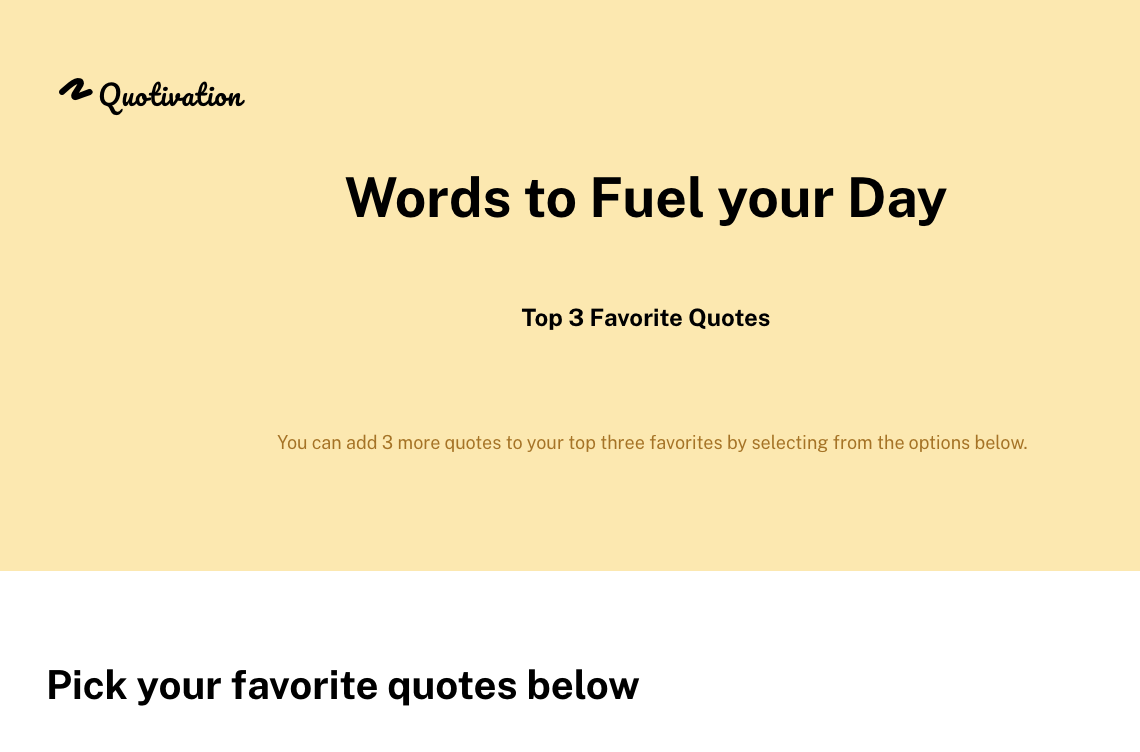 Quotivation
Words to Fuel your Day
Top 3 Favorite Quotes
You can add 3 more quotes to your top three favorites by selecting from the options below.
Pick your favorite quotes below